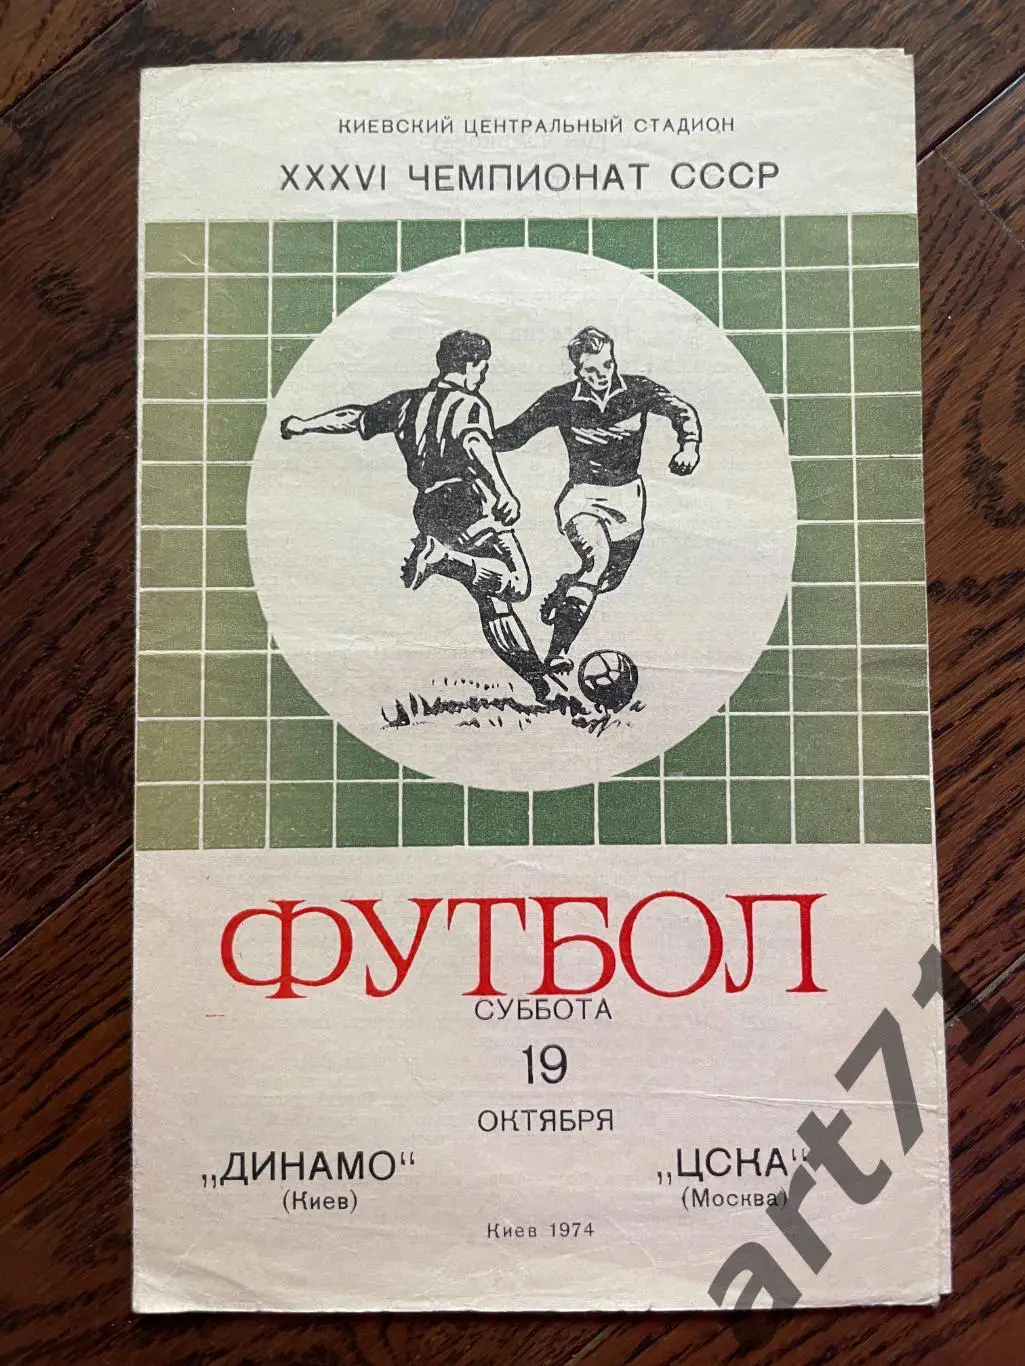 КИЕВСКИЙ ЦЕНТРАЛЬНЫЙ СТАДИОН
XXXVI ЧЕМПИОНАТ СССР
ФУТБОЛ
СУББОТА
19
ОКТЯБРЯ
„ДИНАМО“ „ЦСКА“
(Киев) (Москва)
Киев 1974
art71